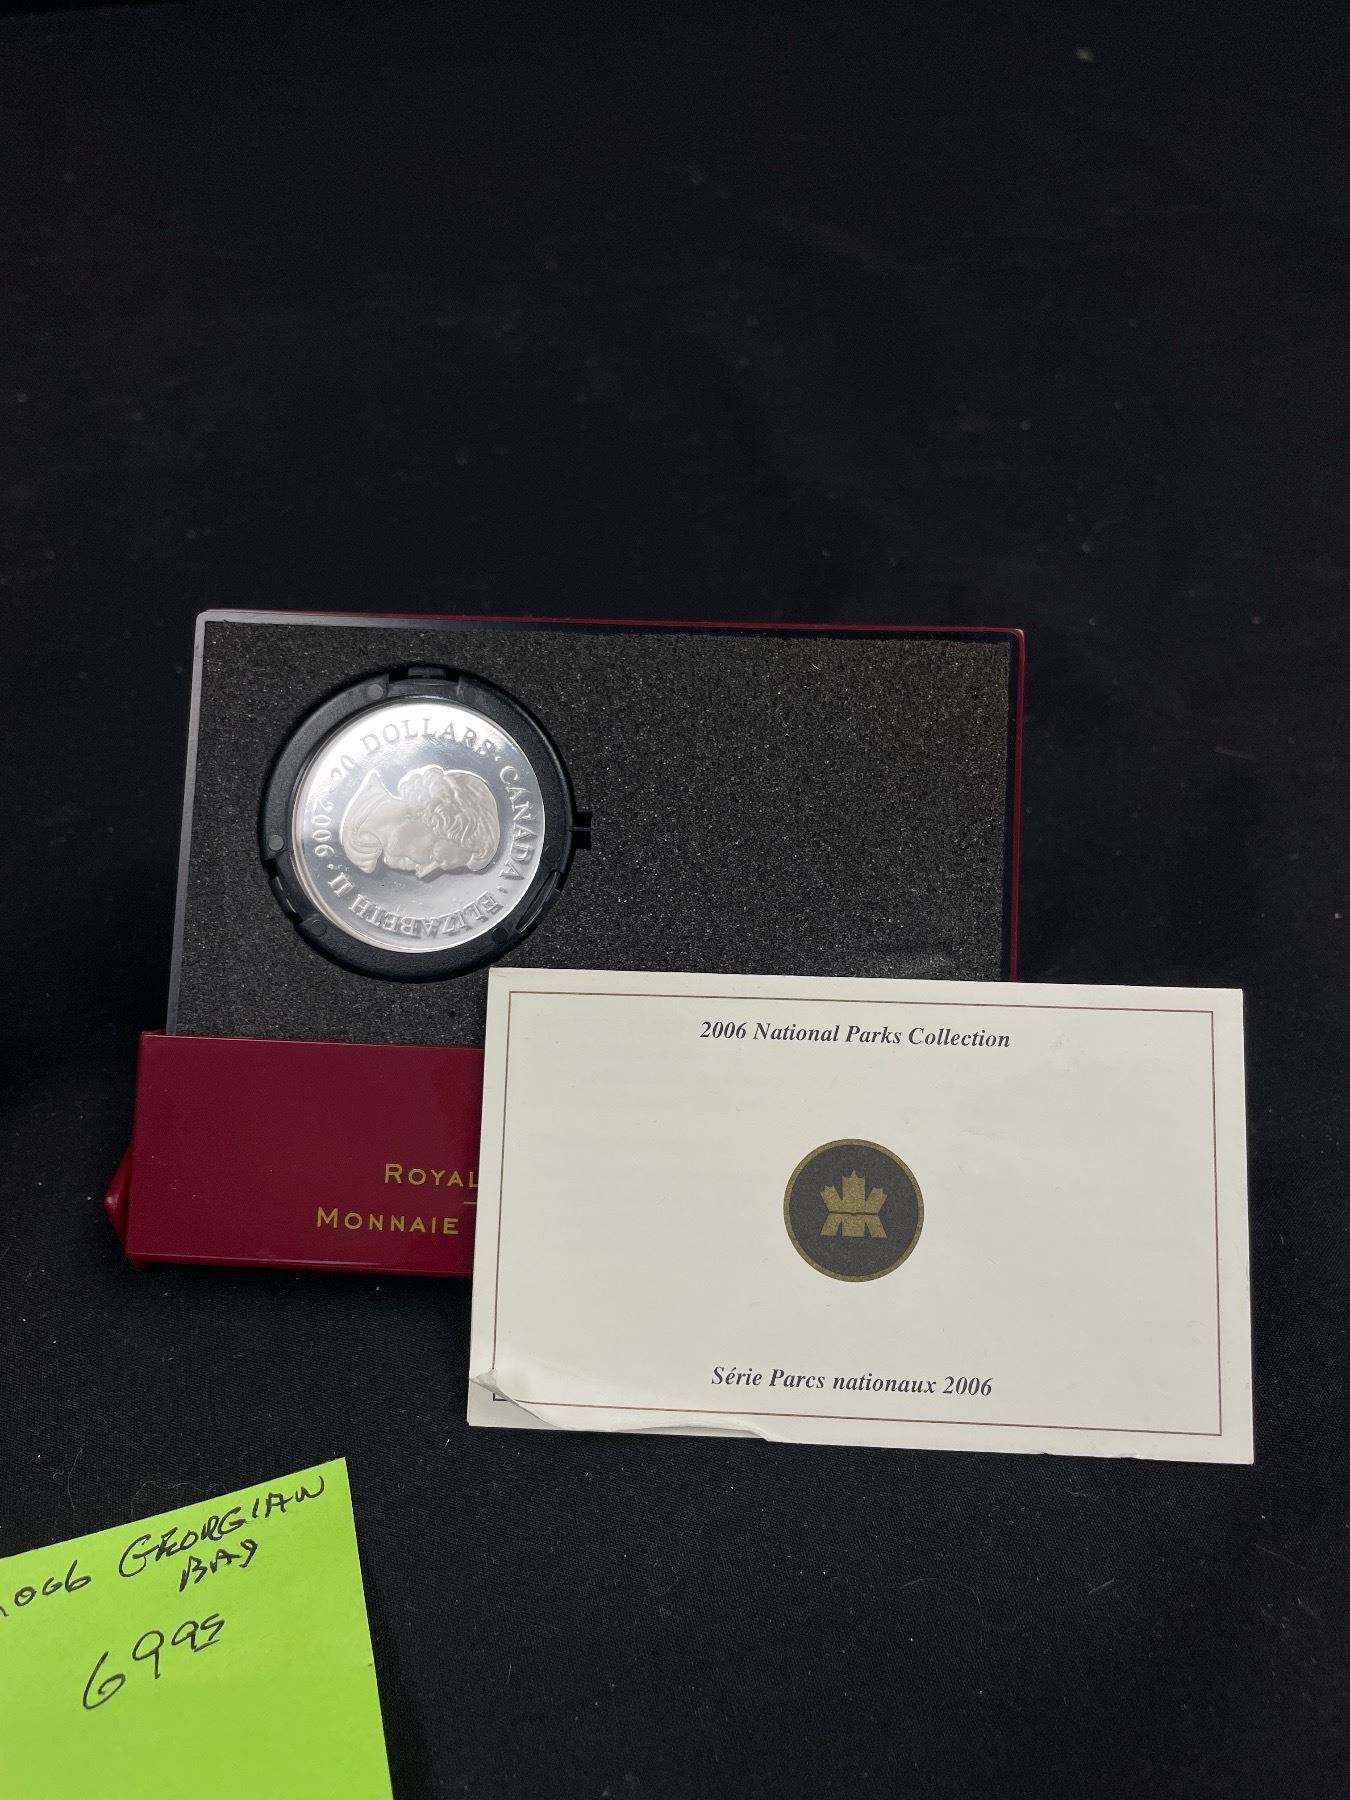 20 DOLLARS · CANADA · ELIZABETH II · 2006
2006 National Parks Collection
ROYAL
MONNAIE
Série Parcs nationaux 2006
2006 GEORGIAN
BAY
6995